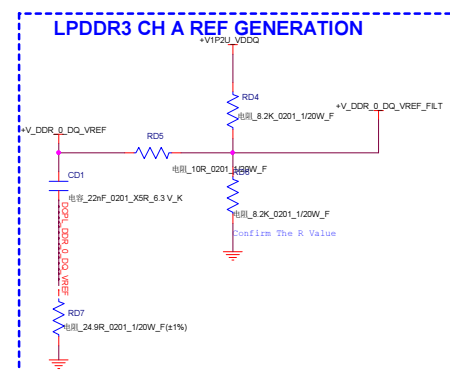 LPDDR3 CH A REF GENERATION
+V1P2U_VDDQ
RD4
电阻_8.2K_0201_1/20W_F
+V_DDR_0_DQ_VREF_FILT
+V_DDR_0_DQ_VREF
RD5
电阻_10R_0201_1/20W_F
RD6
CD1
电容_22nF_0201_X5R_6.3 V_K
电阻_8.2K_0201_1/20W_F
Confirm The R Value
DCPL_DDR_0_DQ_VREF
RD7
电阻_24.9R_0201_1/20W_F(±1%)